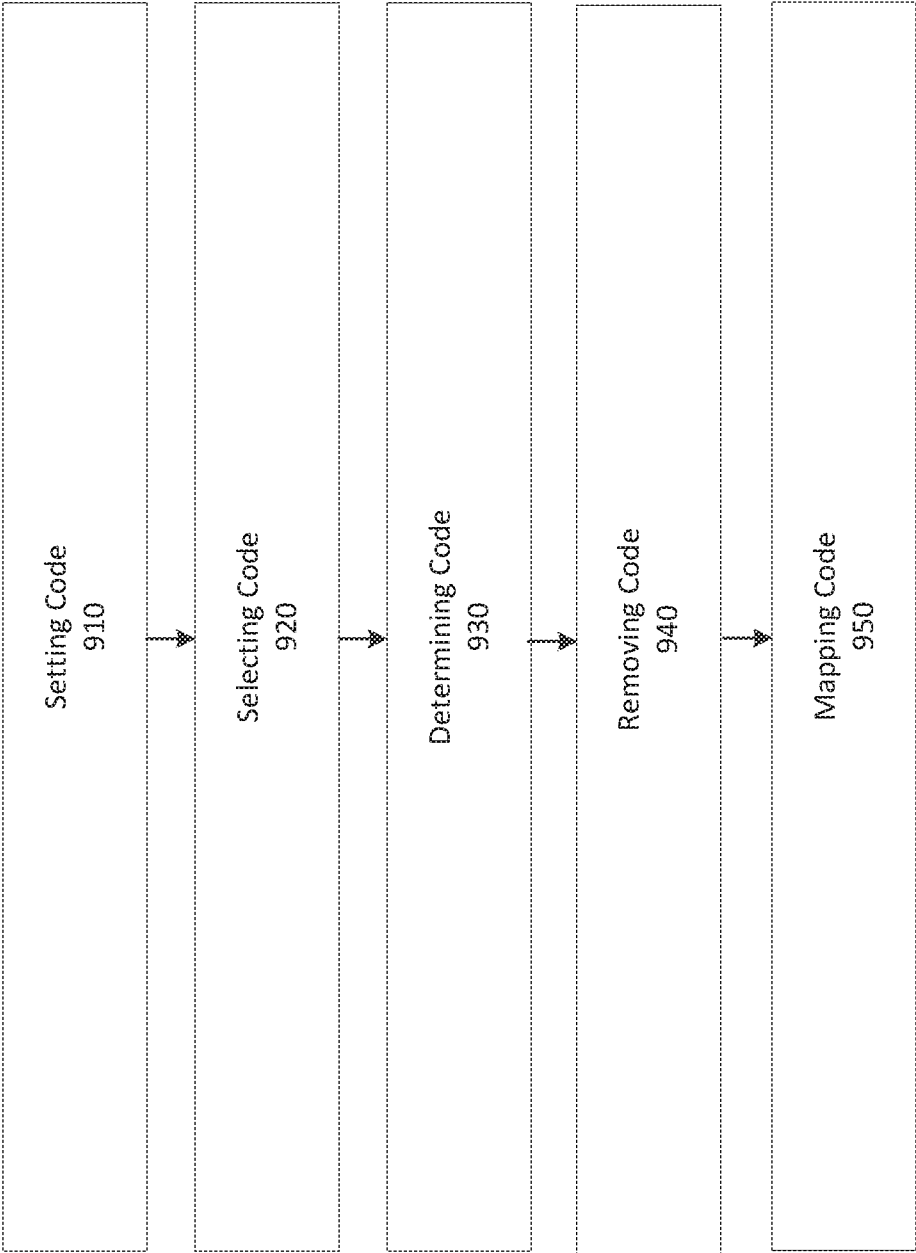 Setting Code
910
Selecting Code
920
Determining Code
930
Removing Code
940
Mapping Code
950